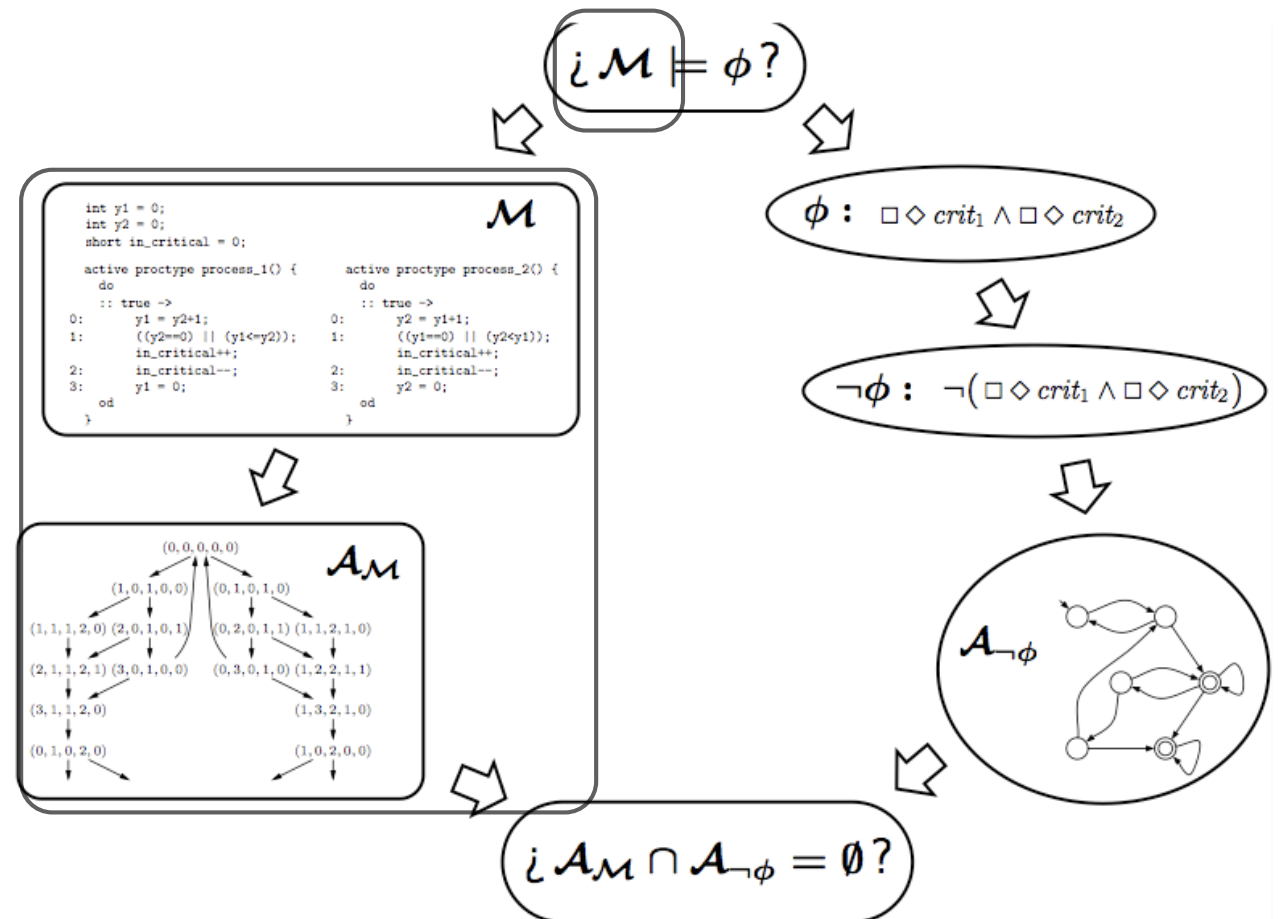 ¿ 𝓜 ⊨ ϕ ?
𝓜
int y1 = 0;
int y2 = 0;
short in_critical = 0;
active proctype process_1() {
do
:: true ->
0: y1 = y2+1;
1: ((y2==0) || (y1<=y2));
in_critical++;
2: in_critical--;
3: y1 = 0;
od
}
active proctype process_2() {
do
:: true ->
0: y2 = y1+1;
1: ((y1==0) || (y2<y1));
in_critical++;
2: in_critical--;
3: y2 = 0;
od
}
ϕ : □ ◇ crit₁ ∧ □ ◇ crit₂
¬ϕ : ¬(□ ◇ crit₁ ∧ □ ◇ crit₂)
𝓐_𝓜
(0, 0, 0, 0, 0)
(1, 0, 1, 0, 0) (0, 1, 0, 1, 0)
(1, 1, 1, 2, 0) (2, 0, 1, 0, 1) (0, 2, 0, 1, 1) (1, 1, 2, 1, 0)
(2, 1, 1, 2, 1) (3, 0, 1, 0, 0) (0, 3, 0, 1, 0) (1, 2, 2, 1, 1)
(3, 1, 1, 2, 0) (1, 3, 2, 1, 0)
(0, 1, 0, 2, 0) (1, 0, 2, 0, 0)
𝓐_¬ϕ
¿ 𝓐_𝓜 ∩ 𝓐_¬ϕ = ∅ ?